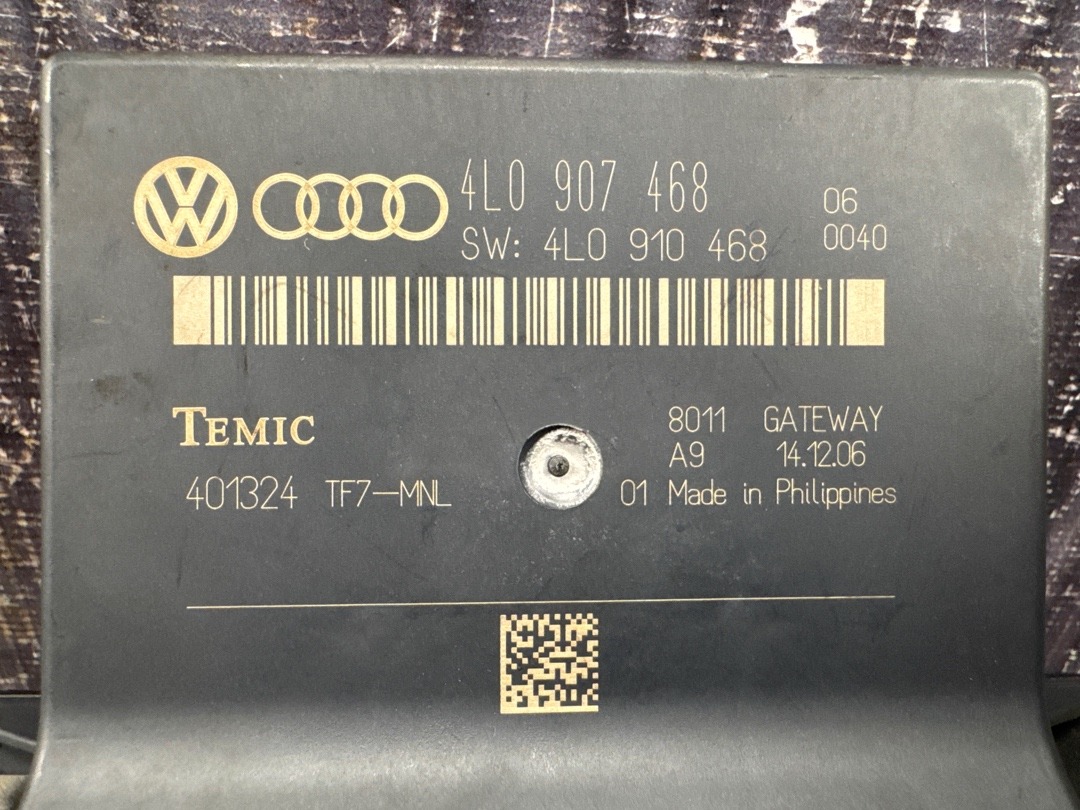 4L0 907 468 06
SW: 4L0 910 468 0040
TEMIC 8011 GATEWAY
A9 14.12.06
401324 TF7-MNL 01 Made in Philippines